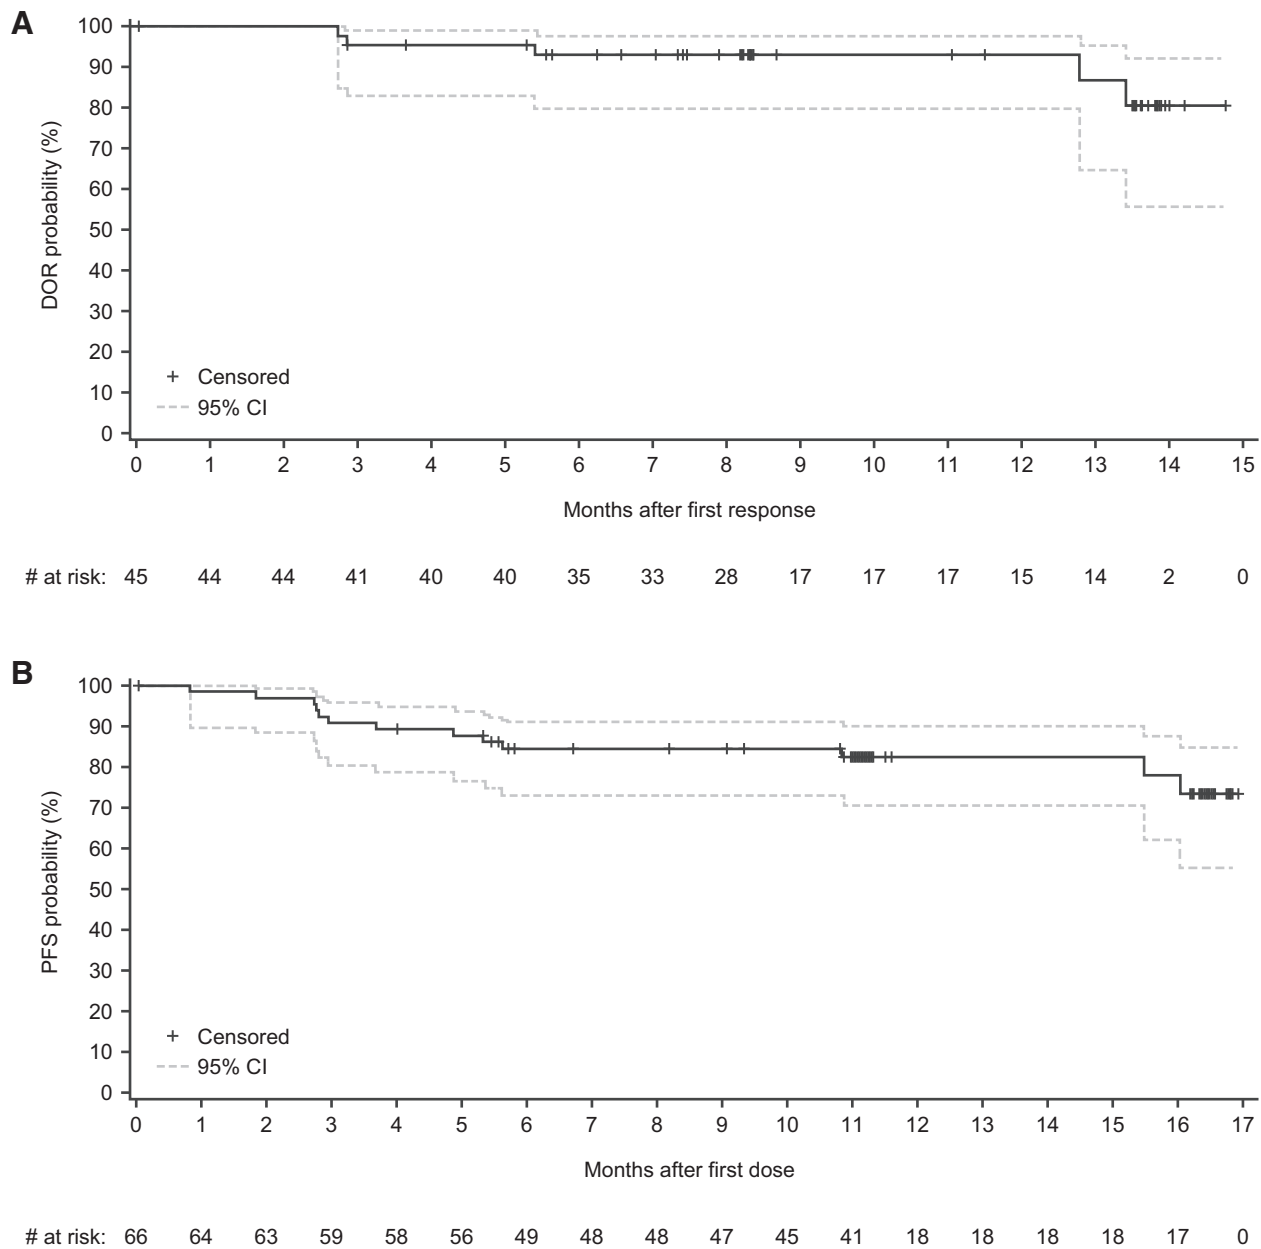 A
100
90
80
70
60
50
40
30
20
10
0
DOR probability (%)
+ Censored
95% CI
0 1 2 3 4 5 6 7 8 9 10 11 12 13 14 15
Months after first response
# at risk: 45 44 44 41 40 40 35 33 28 17 17 17 15 14 2 0
B
100
90
80
70
60
50
40
30
20
10
0
PFS probability (%)
+ Censored
95% CI
0 1 2 3 4 5 6 7 8 9 10 11 12 13 14 15 16 17
Months after first dose
# at risk: 66 64 63 59 58 56 49 48 48 47 45 41 18 18 18 18 17 0